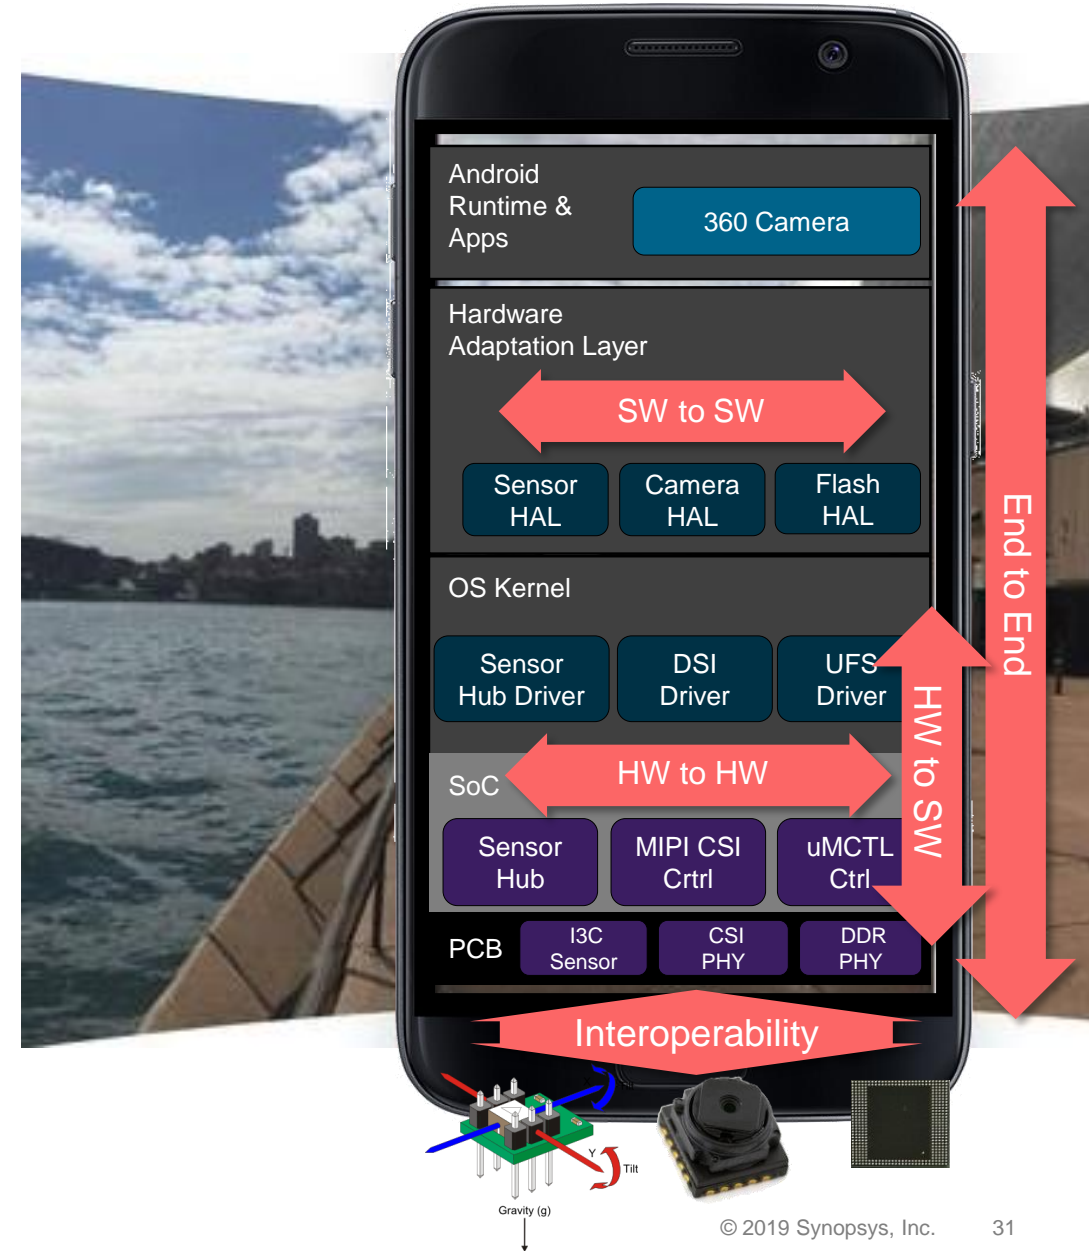 Android
Runtime &
Apps
360 Camera
Hardware
Adaptation Layer
SW to SW
Sensor
HAL
Camera
HAL
Flash
HAL
OS Kernel
Sensor
Hub Driver
DSI
Driver
UFS
Driver
SoC
HW to HW
Sensor
Hub
MIPI CSI
Crtrl
uMCTL
Ctrl
PCB
I3C
Sensor
CSI
PHY
DDR
PHY
HW to SW
End to End
Interoperability
Y
Tilt
Gravity (g)
© 2019 Synopsys, Inc.
31